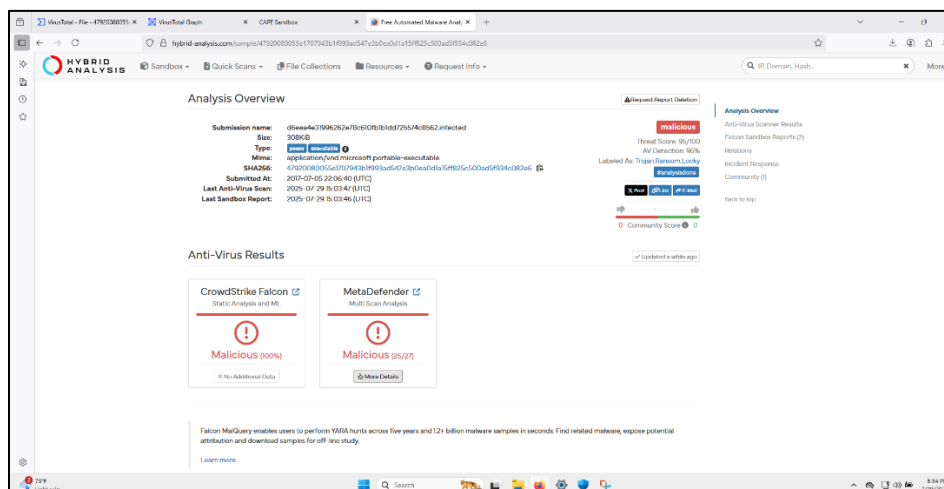 VirusTotal - File - 4792008005
VirusTotal Graph
CAPE Sandbox
Free Automated Malware Analy
hybrid-analysis.com/sample/47920080055e1707943b1f993ad547e3b0ea0d1a15ff825c500ad5f934c082e6
HYBRID
ANALYSIS
Sandbox
Quick Scans
File Collections
Resources
Request Info
IP, Domain, Hash...
More
Analysis Overview
Request Report Deletion
Submission name: d6eea4e31996262e78c610fb1b1dd725574c8562.infected
Size: 308KiB
Type: peexe executable
Mime: application/vnd.microsoft.portable-executable
SHA256: 47920080055e1707943b1f993ad547e3b0ea0d1a15ff825c500ad5f934c082e6
Submitted At: 2017-07-05 22:06:40 (UTC)
Last Anti-Virus Scan: 2025-07-29 15:03:47 (UTC)
Last Sandbox Report: 2025-07-29 15:03:46 (UTC)
malicious
Threat Score: 95/100
AV Detection: 96%
Labeled As: Trojan.Ransom.Locky
#analysisdone
X Post
Link
E-Mail
0 Community Score 0
Analysis Overview
Anti-Virus Scanner Results
Falcon Sandbox Reports (2)
Relations
Incident Response
Community (1)
Back to top
Anti-Virus Results
Updated a while ago
CrowdStrike Falcon
Static Analysis and ML
Malicious (100%)
No Additional Data
MetaDefender
Multi Scan Analysis
Malicious (25/27)
More Details
Falcon MalQuery enables users to perform YARA hunts across five years and 1.2+ billion malware samples in seconds. Find related malware, expose potential
attribution and download samples for off-line study.
Learn more
2
73°F
Search
8:34 PM